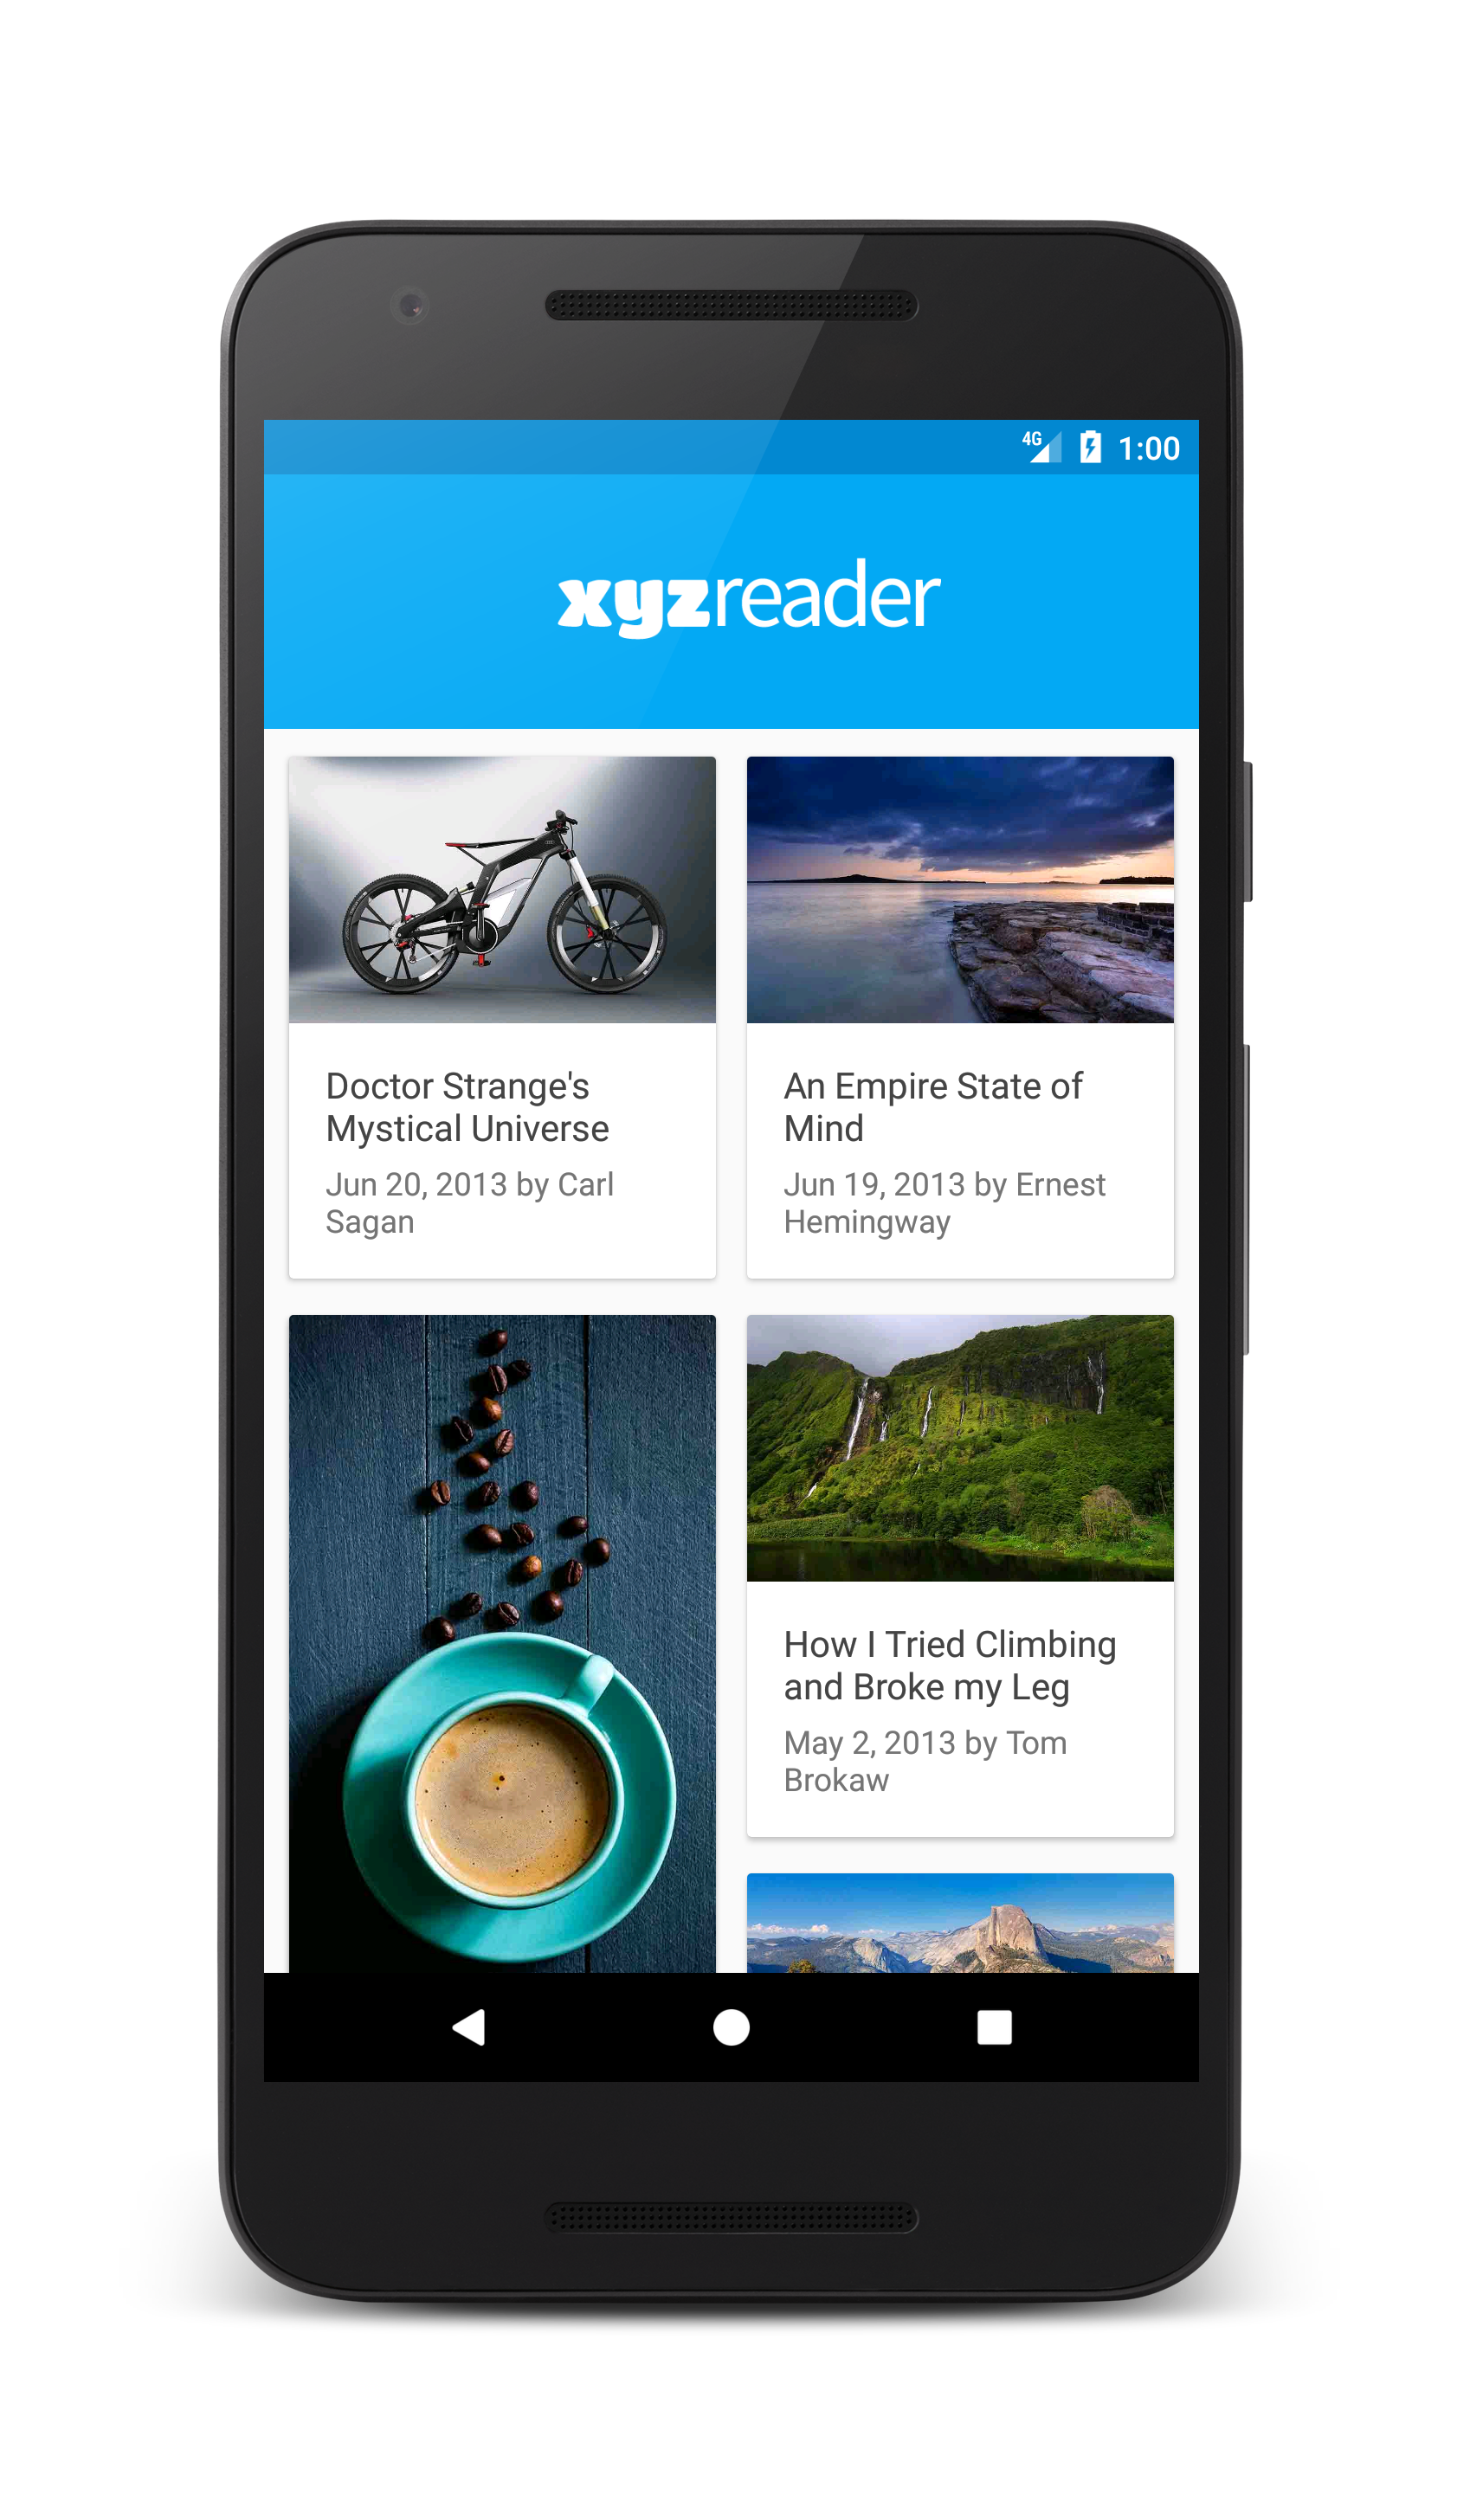 4G 1:00
xyzreader
Doctor Strange's
Mystical Universe
Jun 20, 2013 by Carl
Sagan
An Empire State of
Mind
Jun 19, 2013 by Ernest
Hemingway
How I Tried Climbing
and Broke my Leg
May 2, 2013 by Tom
Brokaw